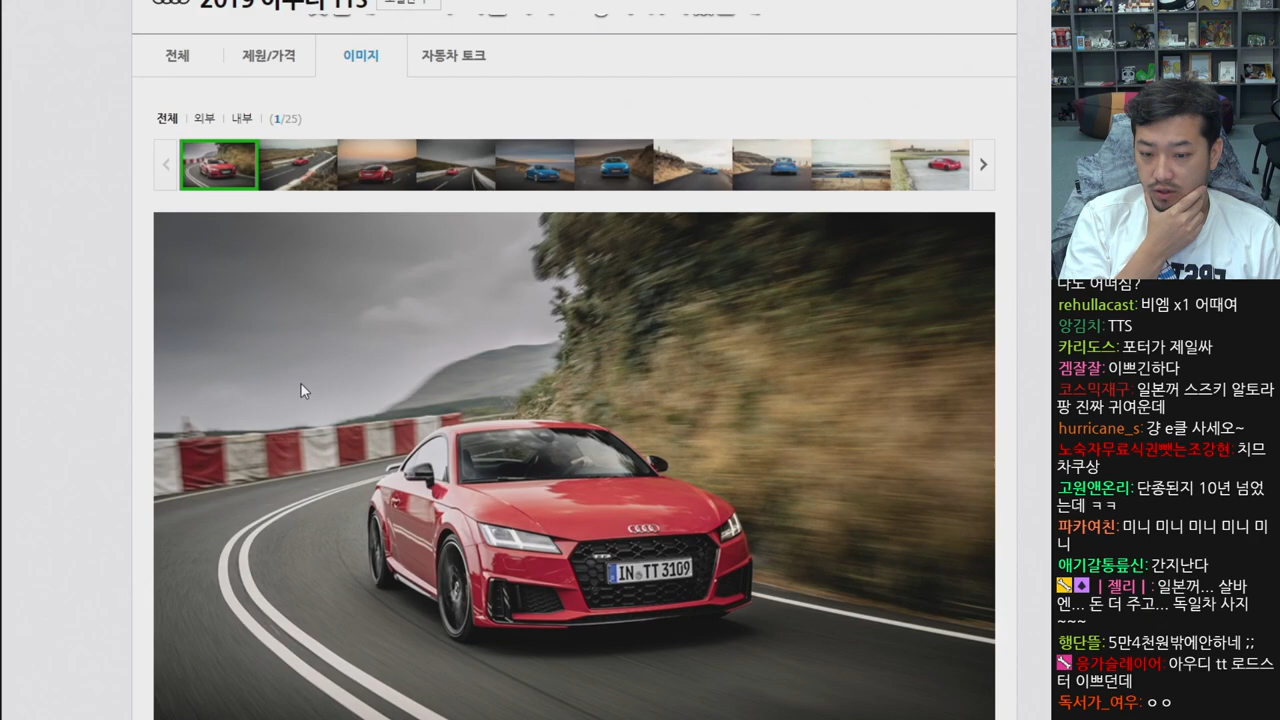 2019 아우디 TTS
전체
제원/가격
이미지
자동차 토크
전체 | 외부 | 내부 | (1/25)
IN TT 3109
rehullacast: 비엠 x1 어때여
앙김치: TTS
카리도스: 포터가 제일싸
겜잘잘: 이쁘긴하다
코스믹재구: 일본꺼 스즈키 알토라
팡 진짜 귀여운데
hurricane_s: 걍 e클 사세오~
노숙자무료식권뺏는조강현: 치므
차쿠상
고원앤온리: 단종된지 10년 넘었
는데 ㅋㅋ
파카여친: 미니 미니 미니 미니 미
니
애기갈통릎신: 간지난다
ㅣ젤리ㅣ: 일본꺼... 살바
엔... 돈 더 주고... 독일차 사지
~~~
행단뜰: 5만4천원밖에안하네 ;;
응가슬레이어: 아우디 tt 로드스
터 이쁘던데
독서가_여우: ㅇㅇ